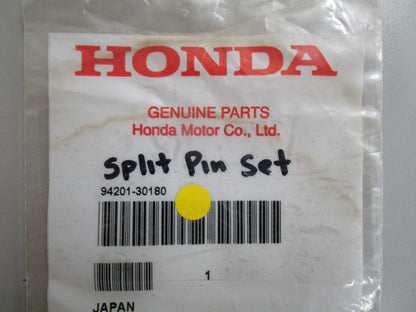 HONDA
GENUINE PARTS
Honda Motor Co., Ltd.
Split Pin Set
94201-30180
1
JAPAN